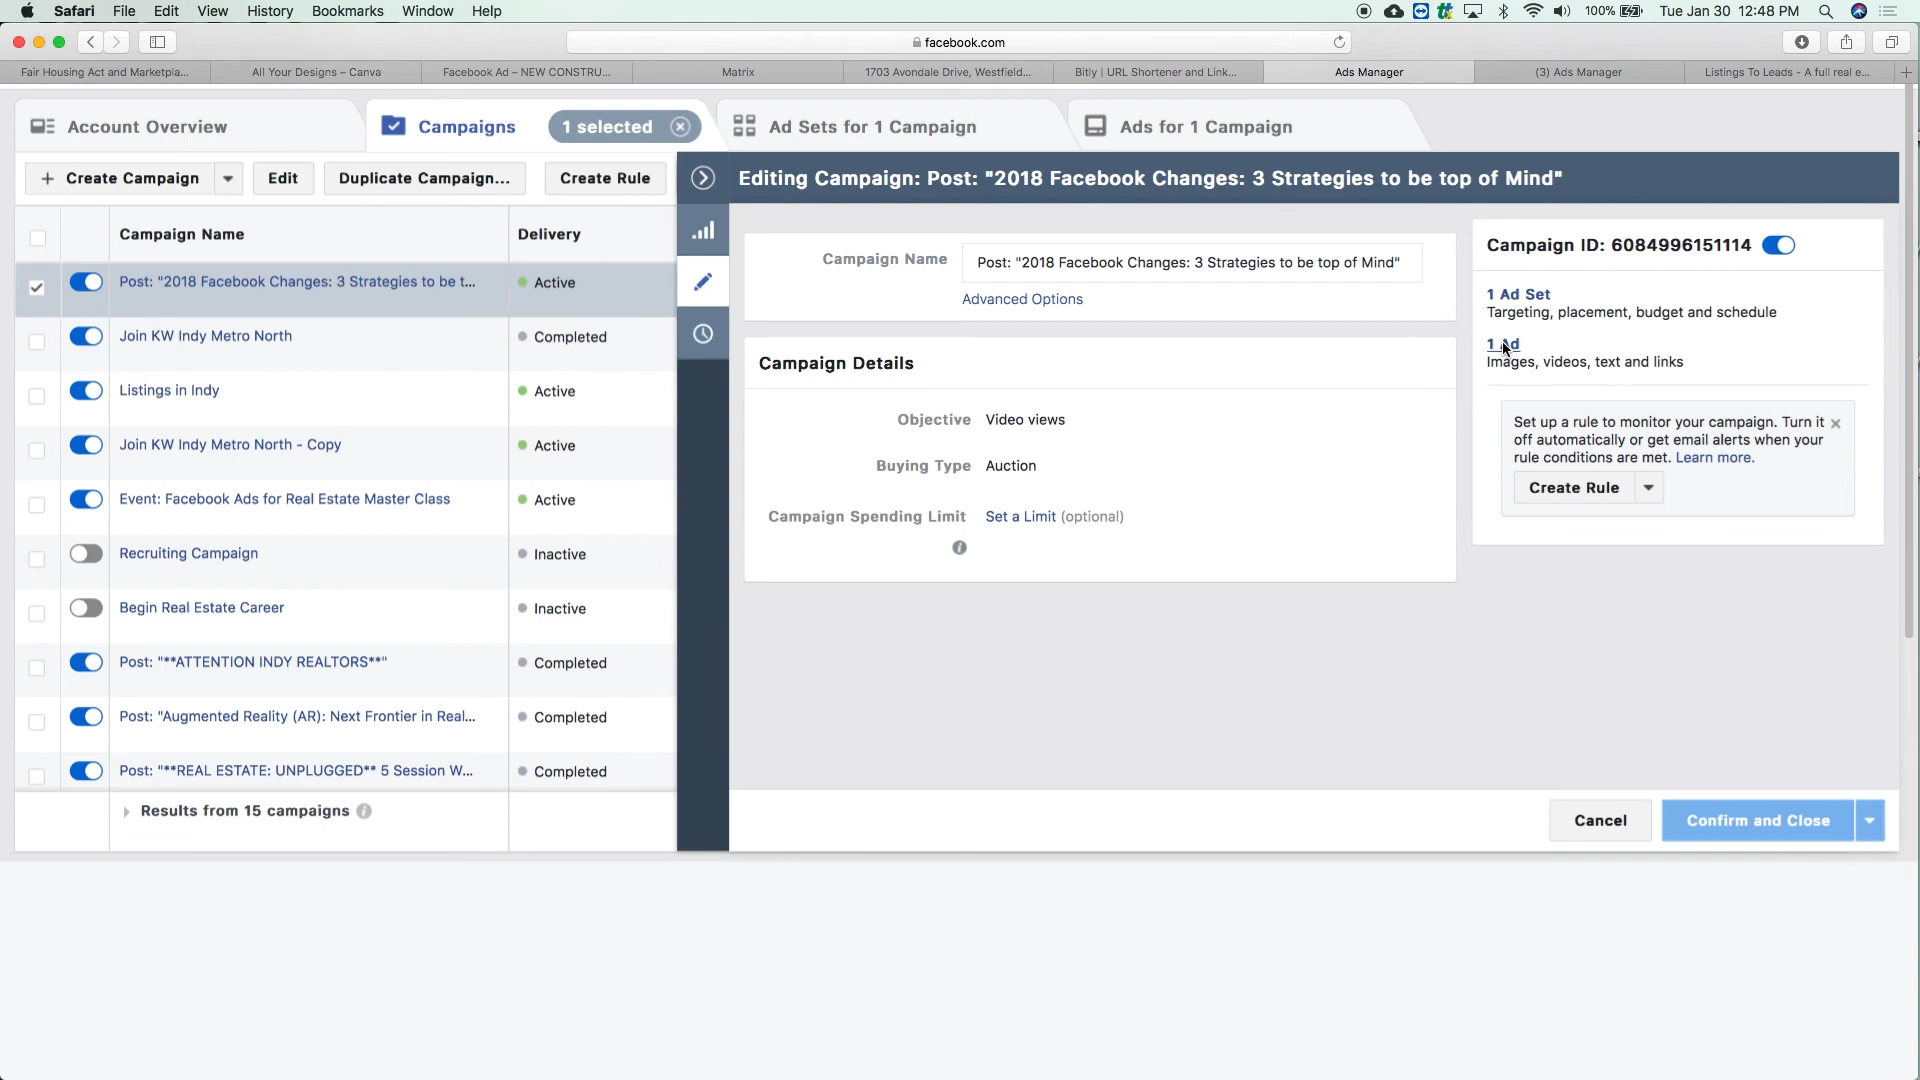 Safari File Edit View History Bookmarks Window Help 100% Tue Jan 30 12:48 PM
facebook.com
Fair Housing Act and Marketpla... All Your Designs – Canva Facebook Ad – NEW CONSTRU... Matrix 1703 Avondale Drive, Westfield... Bitly | URL Shortener and Link... Ads Manager (3) Ads Manager Listings To Leads - A full real e... +
Account Overview Campaigns 1 selected Ad Sets for 1 Campaign Ads for 1 Campaign
+ Create Campaign Edit Duplicate Campaign... Create Rule
Editing Campaign: Post: "2018 Facebook Changes: 3 Strategies to be top of Mind"
Campaign Name Delivery
Post: "2018 Facebook Changes: 3 Strategies to be t... Active
Join KW Indy Metro North Completed
Listings in Indy Active
Join KW Indy Metro North - Copy Active
Event: Facebook Ads for Real Estate Master Class Active
Recruiting Campaign Inactive
Begin Real Estate Career Inactive
Post: "**ATTENTION INDY REALTORS**" Completed
Post: "Augmented Reality (AR): Next Frontier in Real... Completed
Post: "**REAL ESTATE: UNPLUGGED** 5 Session W... Completed
Results from 15 campaigns
Campaign Name Post: "2018 Facebook Changes: 3 Strategies to be top of Mind"
Advanced Options
Campaign Details
Objective Video views
Buying Type Auction
Campaign Spending Limit Set a Limit (optional)
Campaign ID: 6084996151114
1 Ad Set
Targeting, placement, budget and schedule
1 Ad
Images, videos, text and links
Set up a rule to monitor your campaign. Turn it
off automatically or get email alerts when your
rule conditions are met. Learn more.
Create Rule
Cancel Confirm and Close